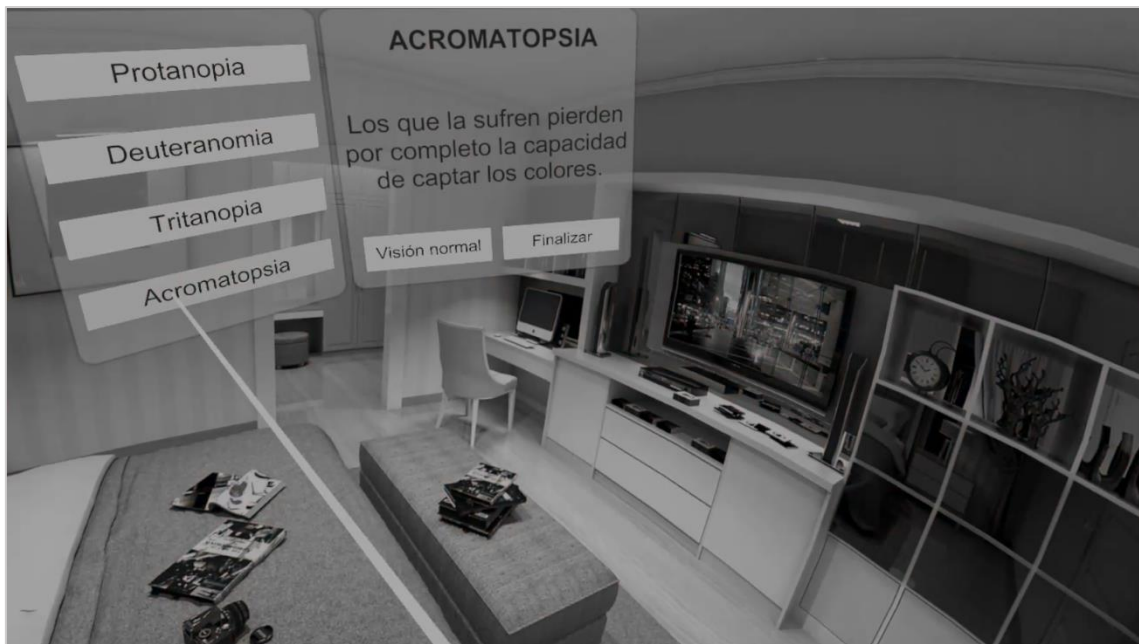 Protanopia
Deuteranomia
Tritanopia
Acromatopsia
ACROMATOPSIA
Los que la sufren pierden
por completo la capacidad
de captar los colores.
Visión normal
Finalizar